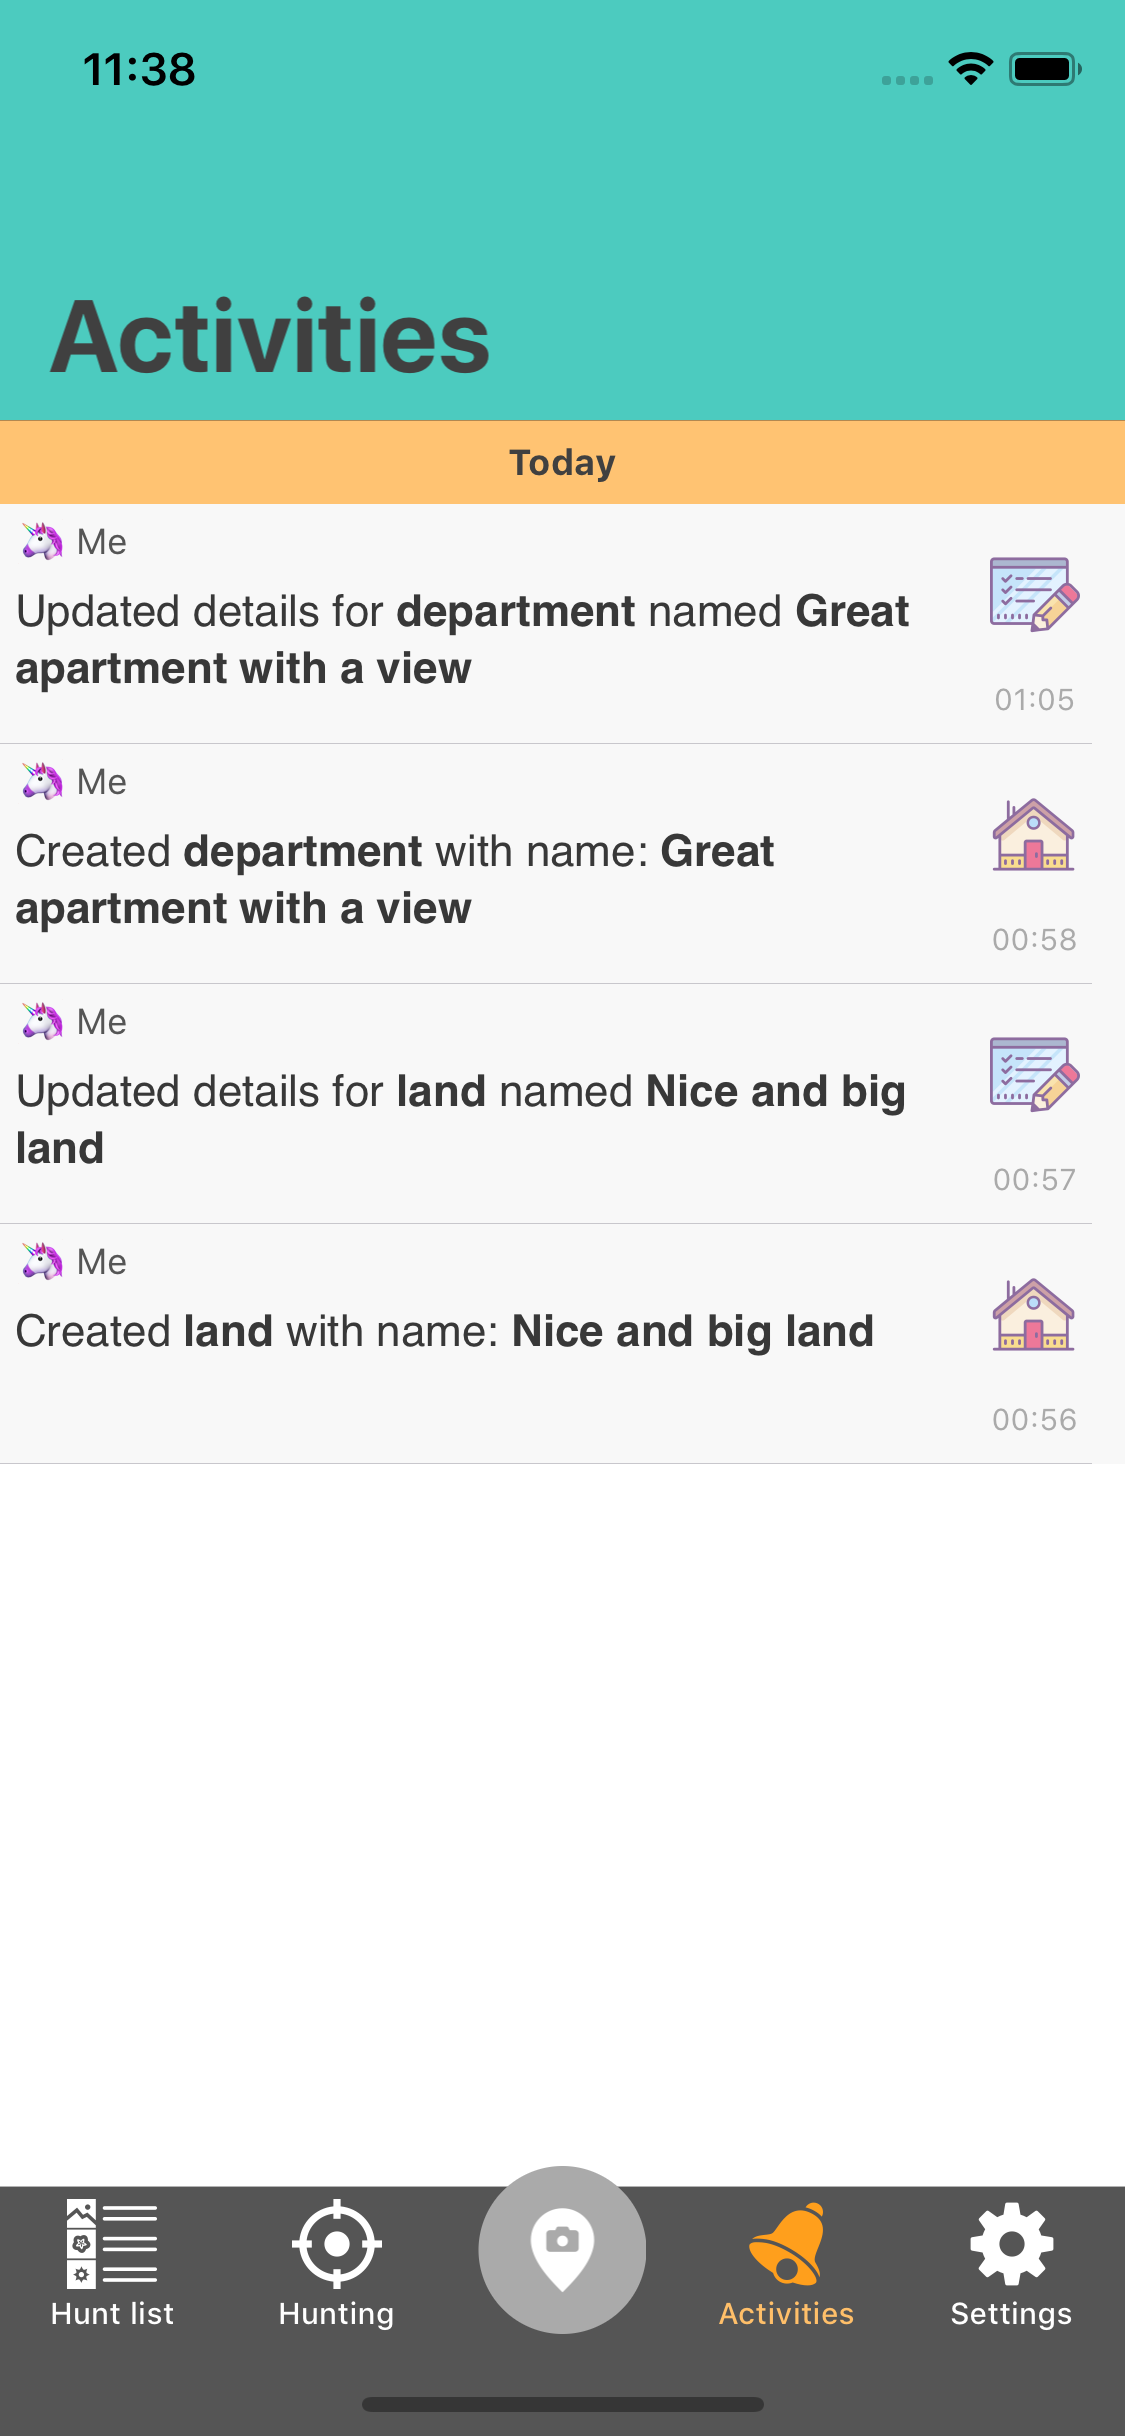 11:38
Activities
Today
Me
Updated details for department named Great
apartment with a view
01:05
Me
Created department with name: Great
apartment with a view
00:58
Me
Updated details for land named Nice and big
land
00:57
Me
Created land with name: Nice and big land
00:56
Hunt list
Hunting
Activities
Settings